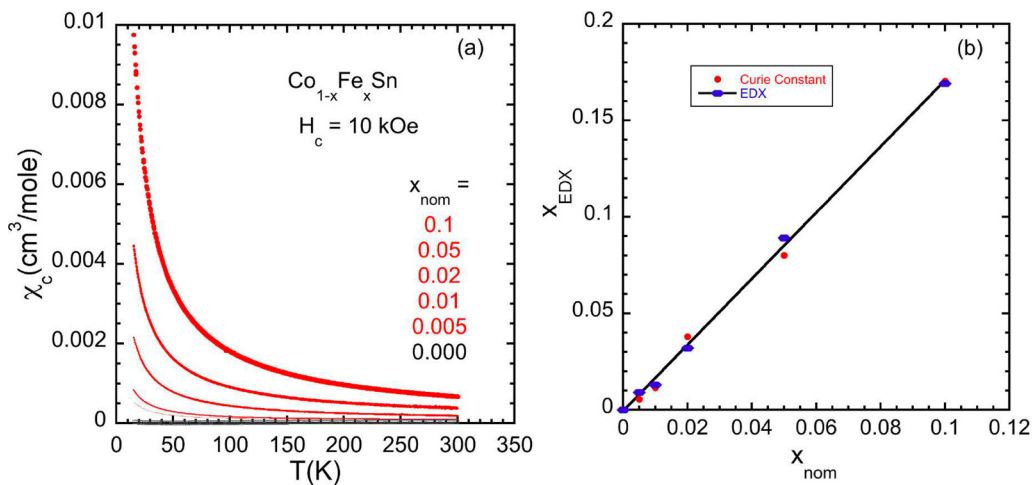 (a)
Co1-xFexSn
Hc = 10 kOe
xnom =
0.1
0.05
0.02
0.01
0.005
0.000
0.01
0.008
0.006
0.004
0.002
0
χc(cm3/mole)
0 50 100 150 200 250 300 350
T(K)
(b)
Curie Constant
EDX
0.2
0.15
0.1
0.05
0
xEDX
0 0.02 0.04 0.06 0.08 0.1 0.12
xnom